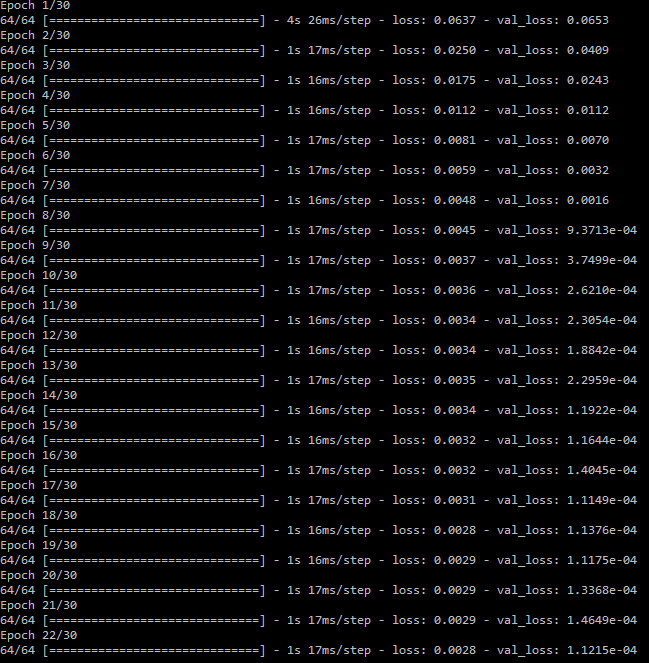 Epoch 1/30
64/64 [==============================] - 4s 26ms/step - loss: 0.0637 - val_loss: 0.0653
Epoch 2/30
64/64 [==============================] - 1s 17ms/step - loss: 0.0250 - val_loss: 0.0409
Epoch 3/30
64/64 [==============================] - 1s 16ms/step - loss: 0.0175 - val_loss: 0.0243
Epoch 4/30
64/64 [==============================] - 1s 16ms/step - loss: 0.0112 - val_loss: 0.0112
Epoch 5/30
64/64 [==============================] - 1s 17ms/step - loss: 0.0081 - val_loss: 0.0070
Epoch 6/30
64/64 [==============================] - 1s 17ms/step - loss: 0.0059 - val_loss: 0.0032
Epoch 7/30
64/64 [==============================] - 1s 16ms/step - loss: 0.0048 - val_loss: 0.0016
Epoch 8/30
64/64 [==============================] - 1s 17ms/step - loss: 0.0045 - val_loss: 9.3713e-04
Epoch 9/30
64/64 [==============================] - 1s 17ms/step - loss: 0.0037 - val_loss: 3.7499e-04
Epoch 10/30
64/64 [==============================] - 1s 17ms/step - loss: 0.0036 - val_loss: 2.6210e-04
Epoch 11/30
64/64 [==============================] - 1s 16ms/step - loss: 0.0034 - val_loss: 2.3054e-04
Epoch 12/30
64/64 [==============================] - 1s 16ms/step - loss: 0.0034 - val_loss: 1.8842e-04
Epoch 13/30
64/64 [==============================] - 1s 17ms/step - loss: 0.0035 - val_loss: 2.2959e-04
Epoch 14/30
64/64 [==============================] - 1s 16ms/step - loss: 0.0034 - val_loss: 1.1922e-04
Epoch 15/30
64/64 [==============================] - 1s 16ms/step - loss: 0.0032 - val_loss: 1.1644e-04
Epoch 16/30
64/64 [==============================] - 1s 17ms/step - loss: 0.0032 - val_loss: 1.4045e-04
Epoch 17/30
64/64 [==============================] - 1s 17ms/step - loss: 0.0031 - val_loss: 1.1149e-04
Epoch 18/30
64/64 [==============================] - 1s 16ms/step - loss: 0.0028 - val_loss: 1.1376e-04
Epoch 19/30
64/64 [==============================] - 1s 16ms/step - loss: 0.0029 - val_loss: 1.1175e-04
Epoch 20/30
64/64 [==============================] - 1s 17ms/step - loss: 0.0029 - val_loss: 1.3368e-04
Epoch 21/30
64/64 [==============================] - 1s 17ms/step - loss: 0.0029 - val_loss: 1.4649e-04
Epoch 22/30
64/64 [==============================] - 1s 17ms/step - loss: 0.0028 - val_loss: 1.1215e-04